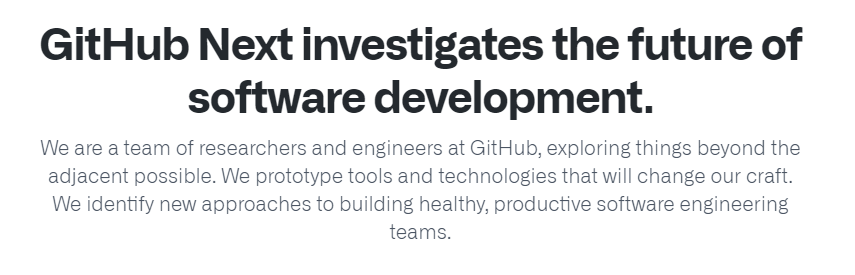 GitHub Next investigates the future of
software development.
We are a team of researchers and engineers at GitHub, exploring things beyond the
adjacent possible. We prototype tools and technologies that will change our craft.
We identify new approaches to building healthy, productive software engineering
teams.